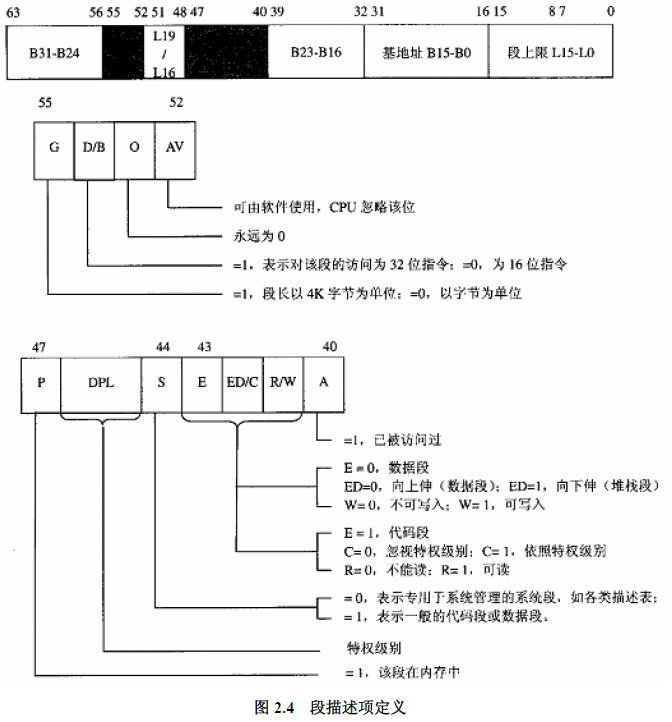 63 56 55 52 51 48 47 40 39 32 31 16 15 8 7 0
B31-B24 L19 / L16 B23-B16 基地址 B15-B0 段上限 L15-L0
55 52
G D/B O AV
可由软件使用，CPU 忽略该位
永远为 0
=1，表示对该段的访问为 32 位指令；=0，为 16 位指令
=1，段长以 4K 字节为单位；=0，以字节为单位
47 44 43 40
P DPL S E ED/C R/W A
=1，已被访问过
E = 0，数据段
ED=0，向上伸（数据段）；ED=1，向下伸（堆栈段）
W= 0，不可写入；W= 1，可写入
E = 1，代码段
C= 0，忽视特权级别；C= 1，依照特权级别
R= 0，不能读；R= 1，可读
= 0，表示专用于系统管理的系统段，如各类描述表；
= 1，表示一般的代码段或数据段。
特权级别
= 1，该段在内存中
图 2.4 段描述项定义